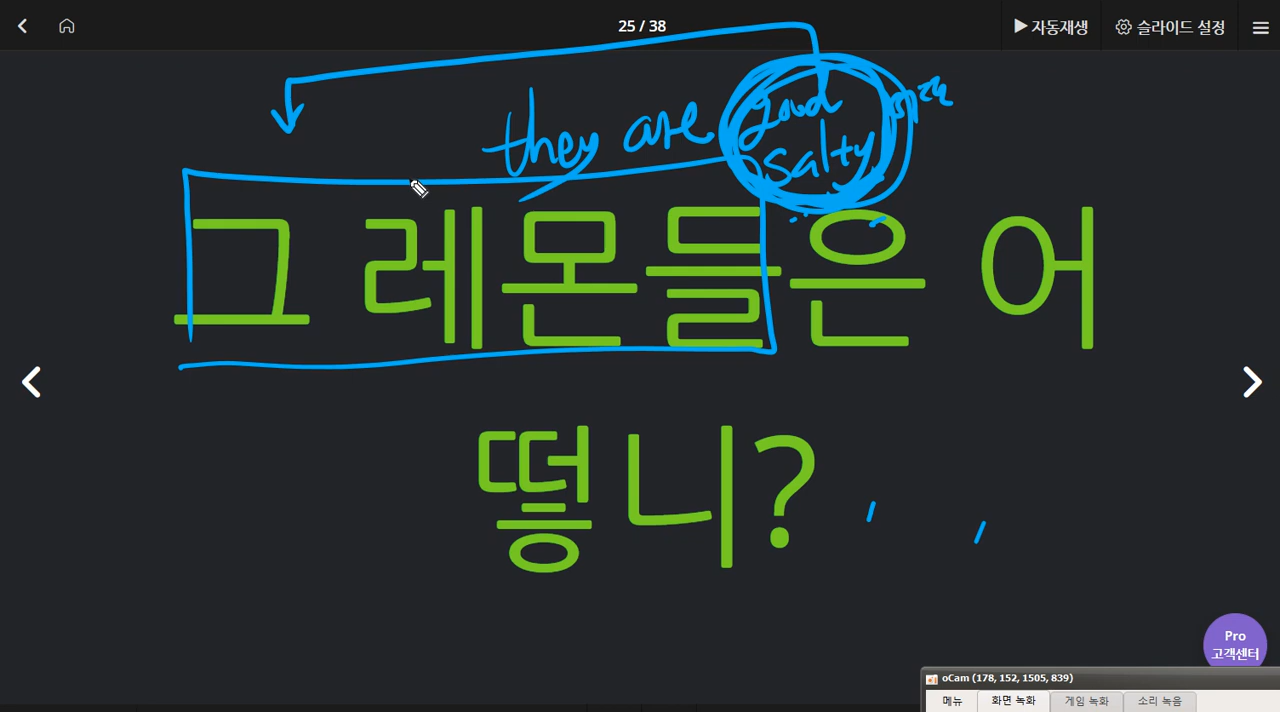 25 / 38
▶ 자동재생
슬라이드 설정
they are good
salty
그 레몬들은 어
떻니?
Pro
고객센터
oCam (178, 152, 1505, 839)
메뉴 화면 녹화 게임 녹화 소리 녹음